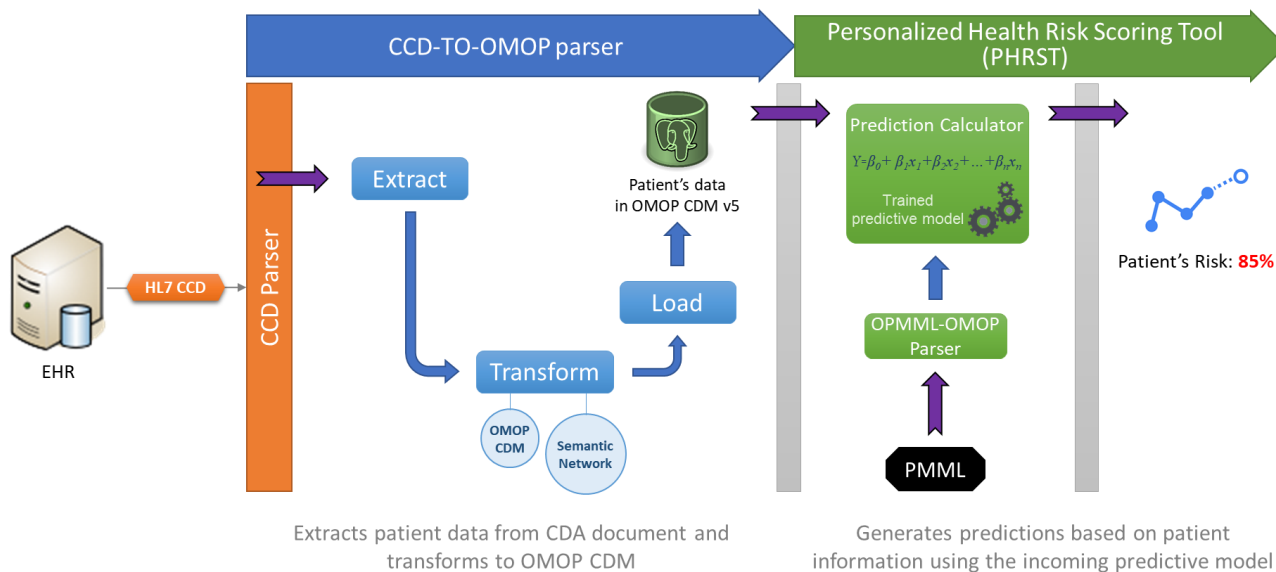 CCD-TO-OMOP parser
Personalized Health Risk Scoring Tool
(PHRST)
EHR
HL7 CCD
CCD Parser
Extract
Transform
OMOP
CDM
Semantic
Network
Load
Patient's data
in OMOP CDM v5
Prediction Calculator
Y=β0+ β1x1+β2x2+...+βnxn
Trained
predictive model
OPMML-OMOP
Parser
PMML
Patient's Risk: 85%
Extracts patient data from CDA document and
transforms to OMOP CDM
Generates predictions based on patient
information using the incoming predictive model